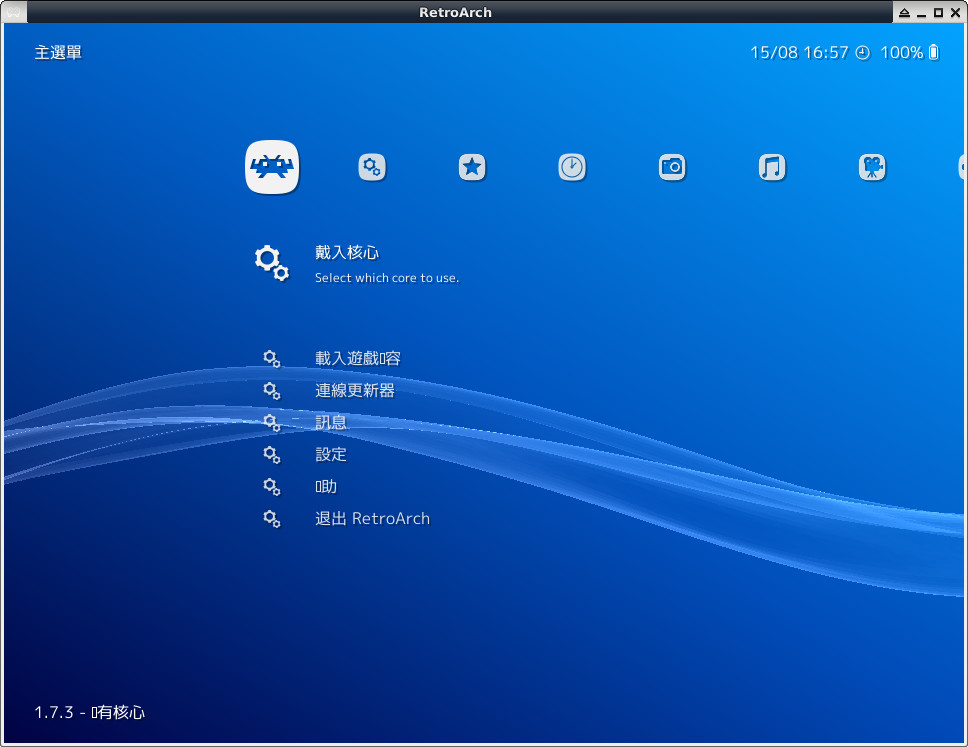 RetroArch
主選單
15/08 16:57 100%
戴入核心
Select which core to use.
載入遊戲▯容
連線更新器
訊息
設定
▯助
退出 RetroArch
1.7.3 - ▯有核心